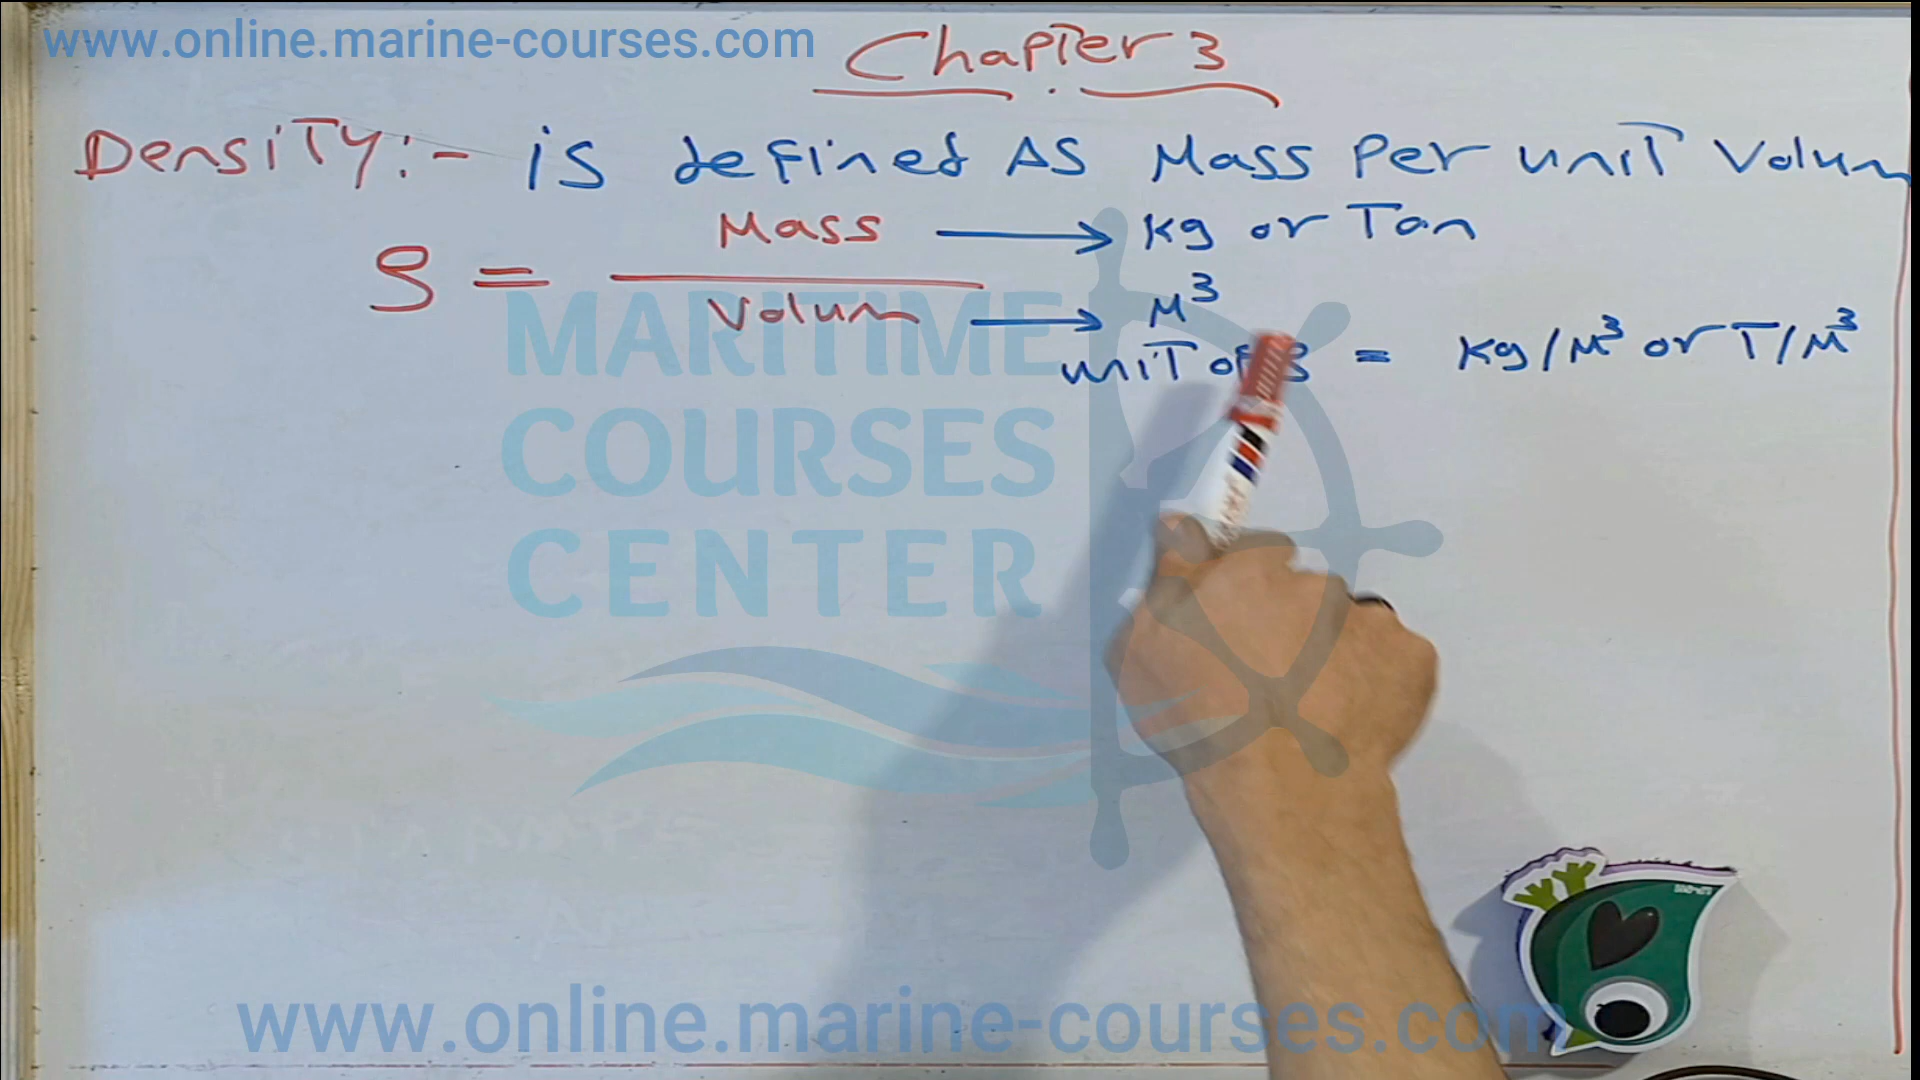 www.online.marine-courses.com
Chapter 3
Density:- is defined As Mass Per unit Volum
Mass → kg or Tan
ρ =
Volum → M³
unit of ρ = kg/M³ or T/M³
MARITIME
COURSES
CENTER
www.online.marine-courses.com